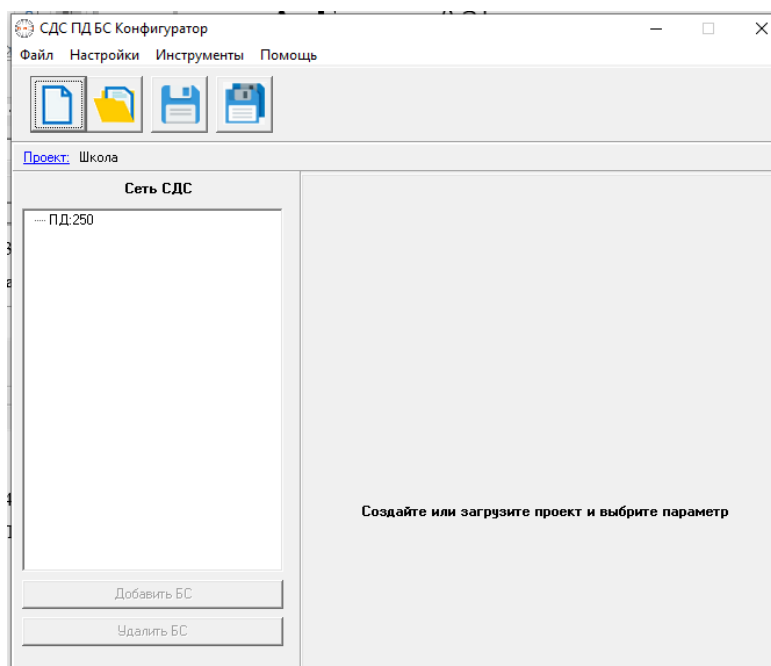 СДС ПД БС Конфигуратор
Файл Настройки Инструменты Помощь
Проект: Школа
Сеть СДС
ПД:250
Создайте или загрузите проект и выбрите параметр
Добавить БС
Удалить БС